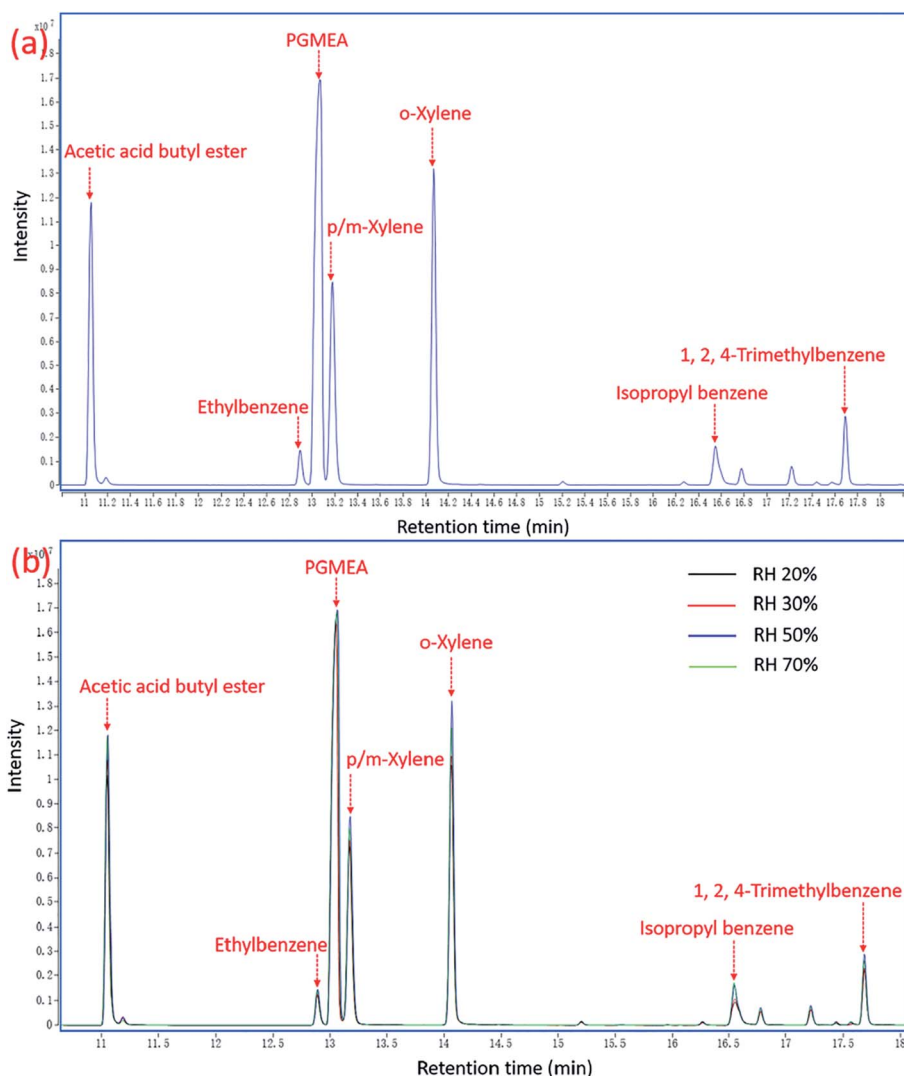 (a)
x10^7
PGMEA
o-Xylene
Acetic acid butyl ester
p/m-Xylene
Ethylbenzene
1, 2, 4-Trimethylbenzene
Isopropyl benzene
Intensity
1.8
1.7
1.6
1.5
1.4
1.3
1.2
1.1
1
0.9
0.8
0.7
0.6
0.5
0.4
0.3
0.2
0.1
0
11 11.2 11.4 11.6 11.8 12 12.2 12.4 12.6 12.8 13 13.2 13.4 13.6 13.8 14 14.2 14.4 14.6 14.8 15 15.2 15.4 15.6 15.8 16 16.2 16.4 16.6 16.8 17 17.2 17.4 17.6 17.8 18 18.2
Retention time (min)
(b)
x10^7
PGMEA
RH 20%
RH 30%
RH 50%
RH 70%
o-Xylene
Acetic acid butyl ester
p/m-Xylene
1, 2, 4-Trimethylbenzene
Isopropyl benzene
Ethylbenzene
Intensity
1.8
1.7
1.6
1.5
1.4
1.3
1.2
1.1
1
0.9
0.8
0.7
0.6
0.5
0.4
0.3
0.2
0.1
0
11 11.5 12 12.5 13 13.5 14 14.5 15 15.5 16 16.5 17 17.5 18
Retention time (min)